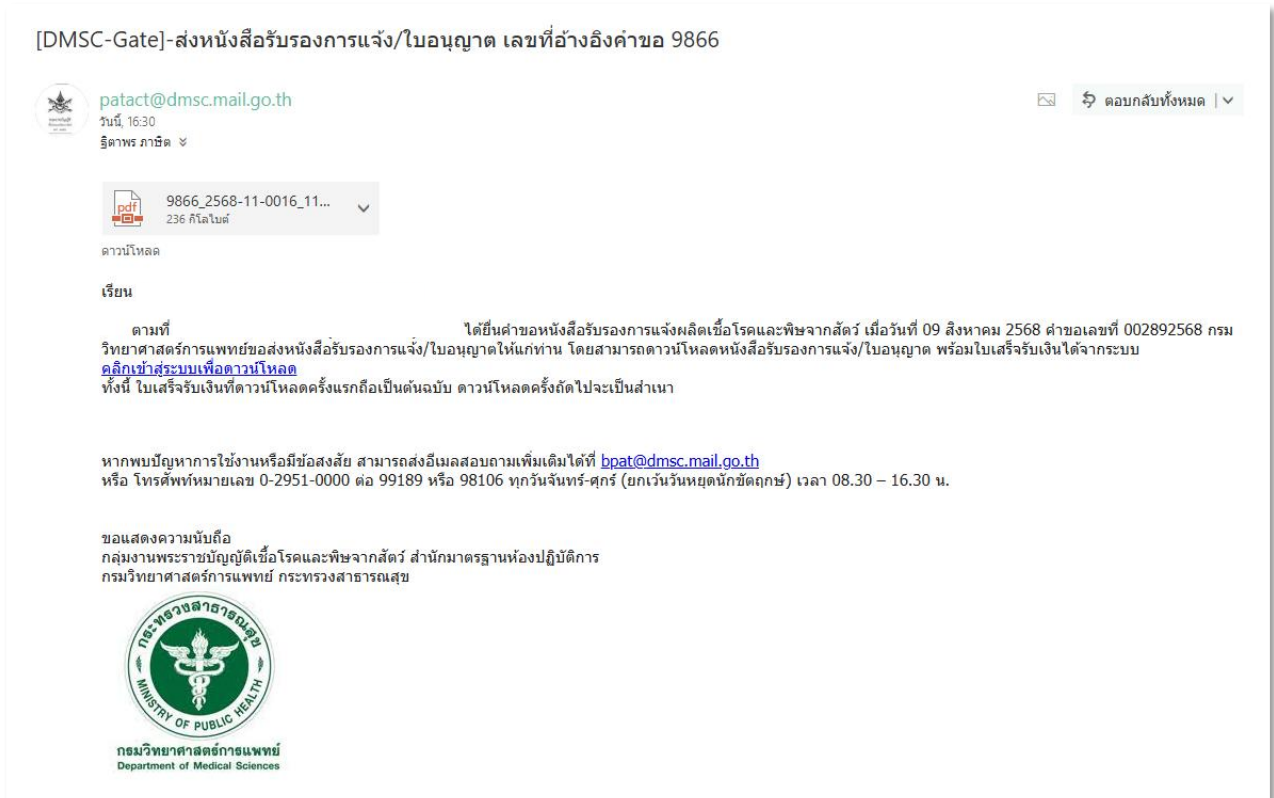 [DMSC-Gate]-ส่งหนังสือรับรองการแจ้ง/ใบอนุญาต เลขที่อ้างอิงคำขอ 9866
patact@dmsc.mail.go.th
ตอบกลับทั้งหมด
วันนี้, 16:30
ฐิตาพร ภาษิต
pdf
9866_2568-11-0016_11...
236 กิโลไบต์
ดาวน์โหลด
เรียน
ตามที่ ได้ยื่นคำขอหนังสือรับรองการแจ้งผลิตเชื้อโรคและพิษจากสัตว์ เมื่อวันที่ 09 สิงหาคม 2568 คำขอเลขที่ 002892568 กรม
วิทยาศาสตร์การแพทย์ขอส่งหนังสือรับรองการแจ้ง/ใบอนุญาตให้แก่ท่าน โดยสามารถดาวน์โหลดหนังสือรับรองการแจ้ง/ใบอนุญาต พร้อมใบเสร็จรับเงินได้จากระบบ
คลิกเข้าสู่ระบบเพื่อดาวน์โหลด
ทั้งนี้ ใบเสร็จรับเงินที่ดาวน์โหลดครั้งแรกถือเป็นต้นฉบับ ดาวน์โหลดครั้งถัดไปจะเป็นสำเนา
หากพบปัญหาการใช้งานหรือมีข้อสงสัย สามารถส่งอีเมลสอบถามเพิ่มเติมได้ที่ bpat@dmsc.mail.go.th
หรือ โทรศัพท์หมายเลข 0-2951-0000 ต่อ 99189 หรือ 98106 ทุกวันจันทร์-ศุกร์ (ยกเว้นวันหยุดนักขัตฤกษ์) เวลา 08.30 – 16.30 น.
ขอแสดงความนับถือ
กลุ่มงานพระราชบัญญัติเชื้อโรคและพิษจากสัตว์ สำนักมาตรฐานห้องปฏิบัติการ
กรมวิทยาศาสตร์การแพทย์ กระทรวงสาธารณสุข
กระทรวงสาธารณสุข
MINISTRY OF PUBLIC HEALTH
กรมวิทยาศาสตร์การแพทย์
Department of Medical Sciences